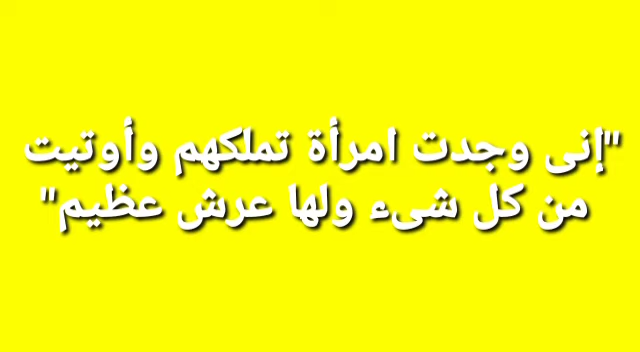 "إنى وجدت امرأة تملكهم وأوتيت
من كل شىء ولها عرش عظيم"